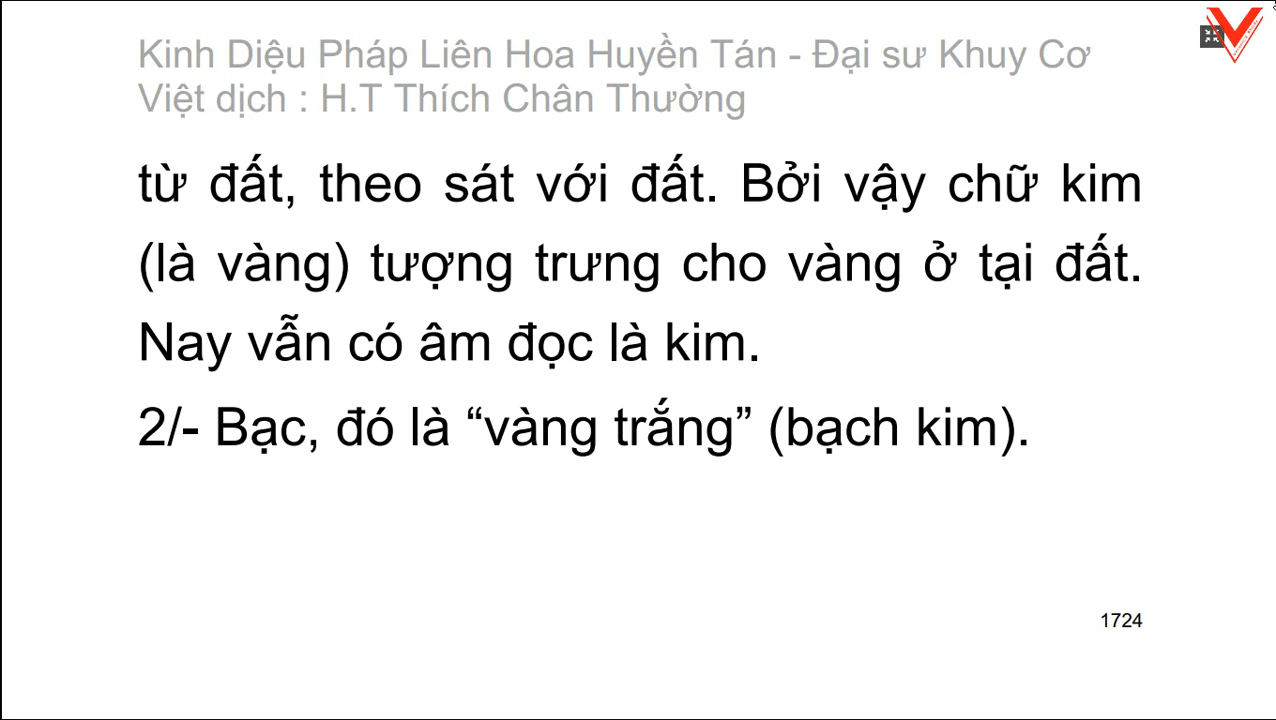 Kinh Diệu Pháp Liên Hoa Huyền Tán - Đại sư Khuy Cơ
Việt dịch : H.T Thích Chân Thường
từ đất, theo sát với đất. Bởi vậy chữ kim
(là vàng) tượng trưng cho vàng ở tại đất.
Nay vẫn có âm đọc là kim.
2/- Bạc, đó là “vàng trắng” (bạch kim).
1724